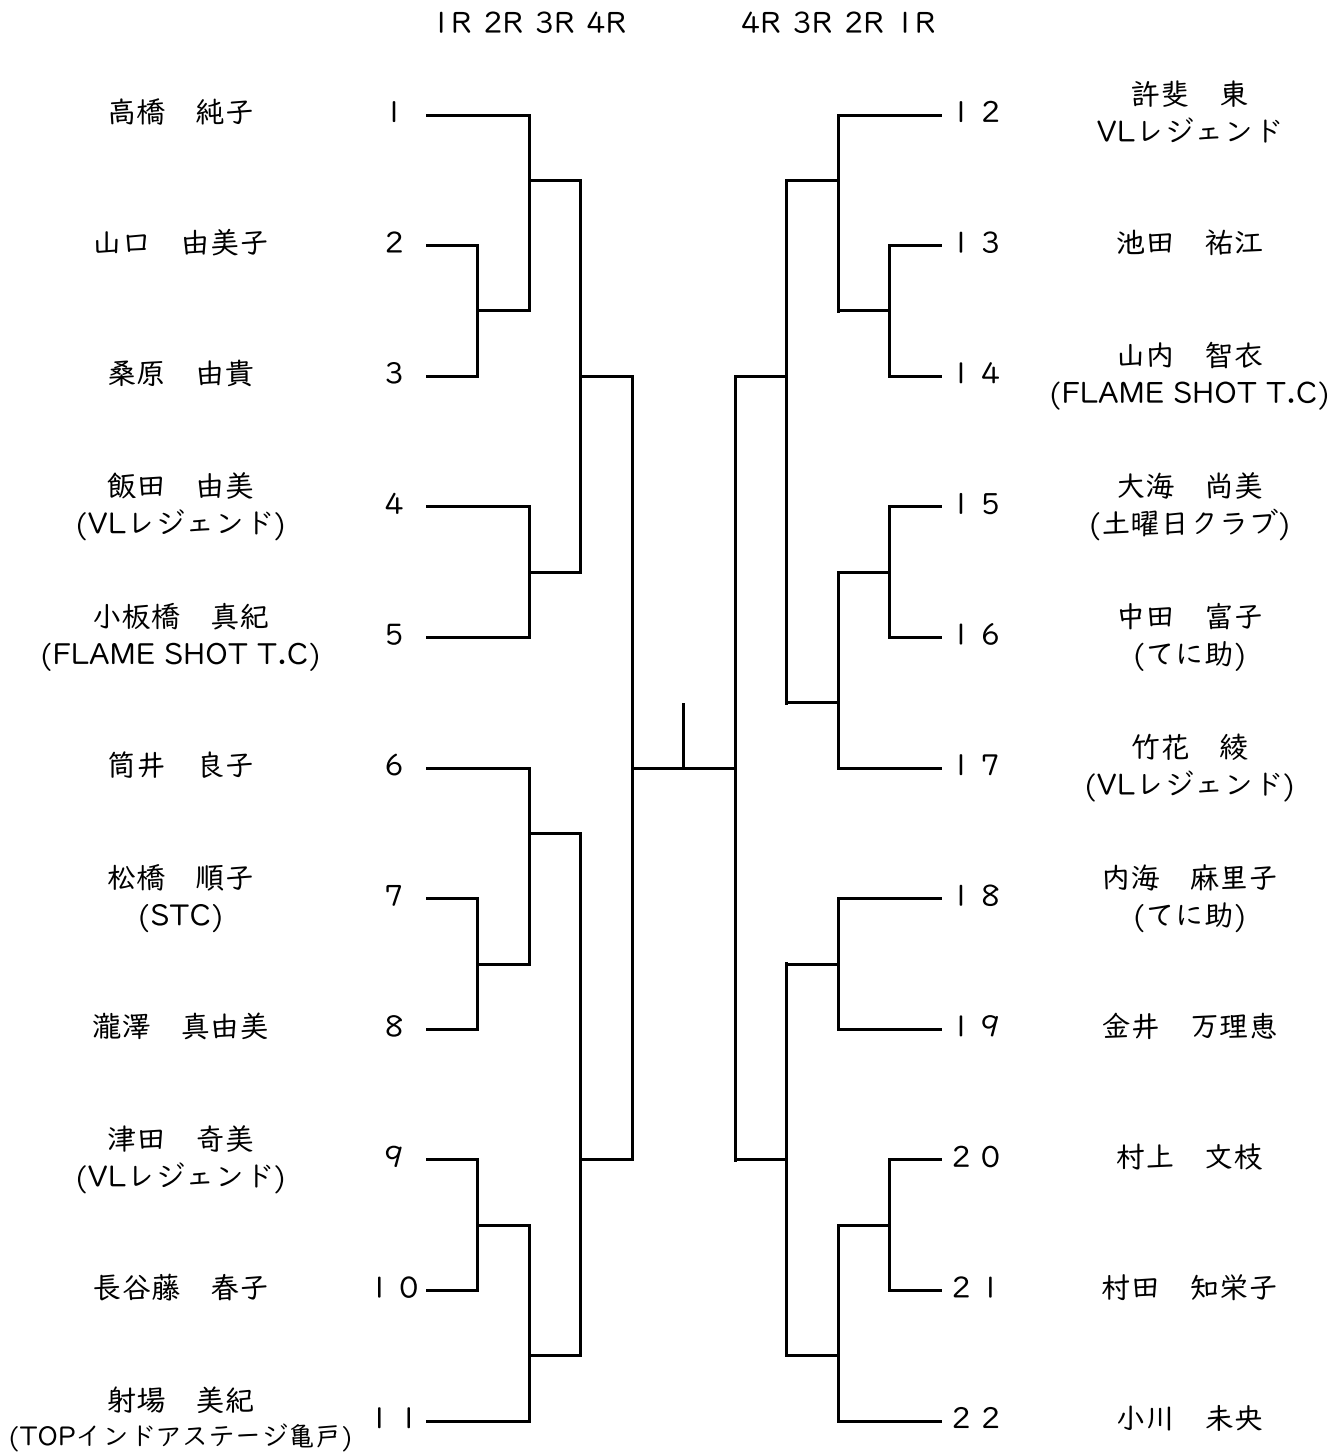 1R 2R 3R 4R
4R 3R 2R 1R
高橋　純子 1
山口　由美子 2
桑原　由貴 3
飯田　由美 4
(VLレジェンド)
小板橋　真紀 5
(FLAME SHOT T.C)
筒井　良子 6
松橋　順子 7
(STC)
瀧澤　真由美 8
津田　奇美 9
(VLレジェンド)
長谷藤　春子 10
射場　美紀 11
(TOPインドアステージ亀戸)
12 許斐　東
VLレジェンド
13 池田　祐江
14 山内　智衣
(FLAME SHOT T.C)
15 大海　尚美
(土曜日クラブ)
16 中田　富子
(てに助)
17 竹花　綾
(VLレジェンド)
18 内海　麻里子
(てに助)
19 金井　万理恵
20 村上　文枝
21 村田　知栄子
22 小川　未央